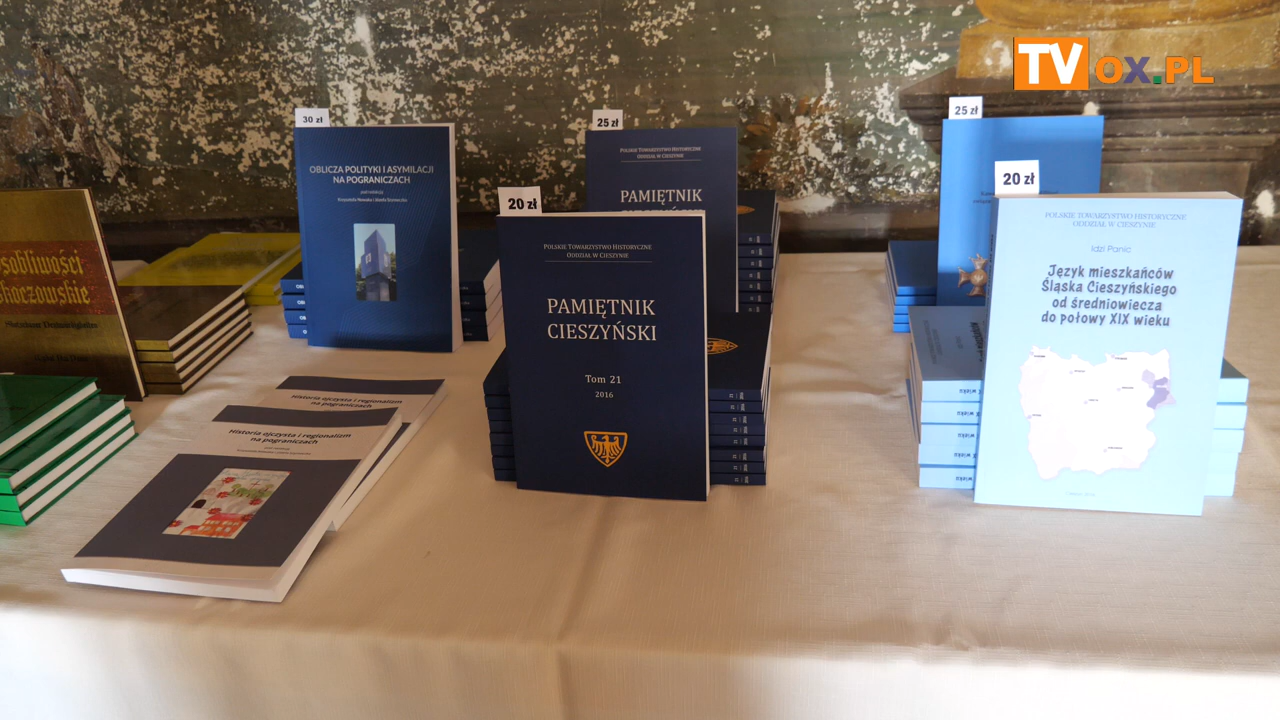 TVOX.PL
30 zł
OBLICZA POLITYKI I ASYMILACJI
NA POGRANICZACH
25 zł
POLSKIE TOWARZYSTWO HISTORYCZNE
ODDZIAŁ W CIESZYNIE
PAMIĘTNIK
20 zł
POLSKIE TOWARZYSTWO HISTORYCZNE
ODDZIAŁ W CIESZYNIE
PAMIĘTNIK
CIESZYŃSKI
Tom 21
2016
25 zł
20 zł
POLSKIE TOWARZYSTWO HISTORYCZNE
ODDZIAŁ W CIESZYNIE
Idzi Panic
Język mieszkańców
Śląska Cieszyńskiego
od średniowiecza
do połowy XIX wieku
Historia ojczysta i regionalizm
na pograniczach
Historia ojczysta i regionalizm
na pograniczach